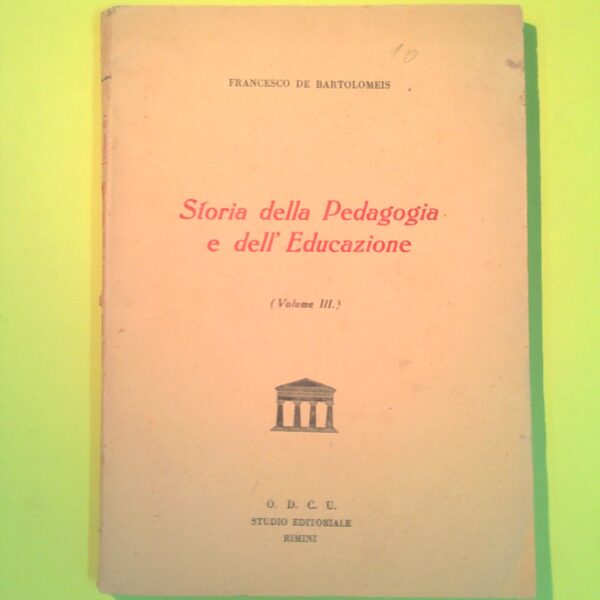 10
FRANCESCO DE BARTOLOMEIS
Storia della Pedagogia
e dell' Educazione
(Volume III.)
O. D. C. U.
STUDIO EDITORIALE
RIMINI